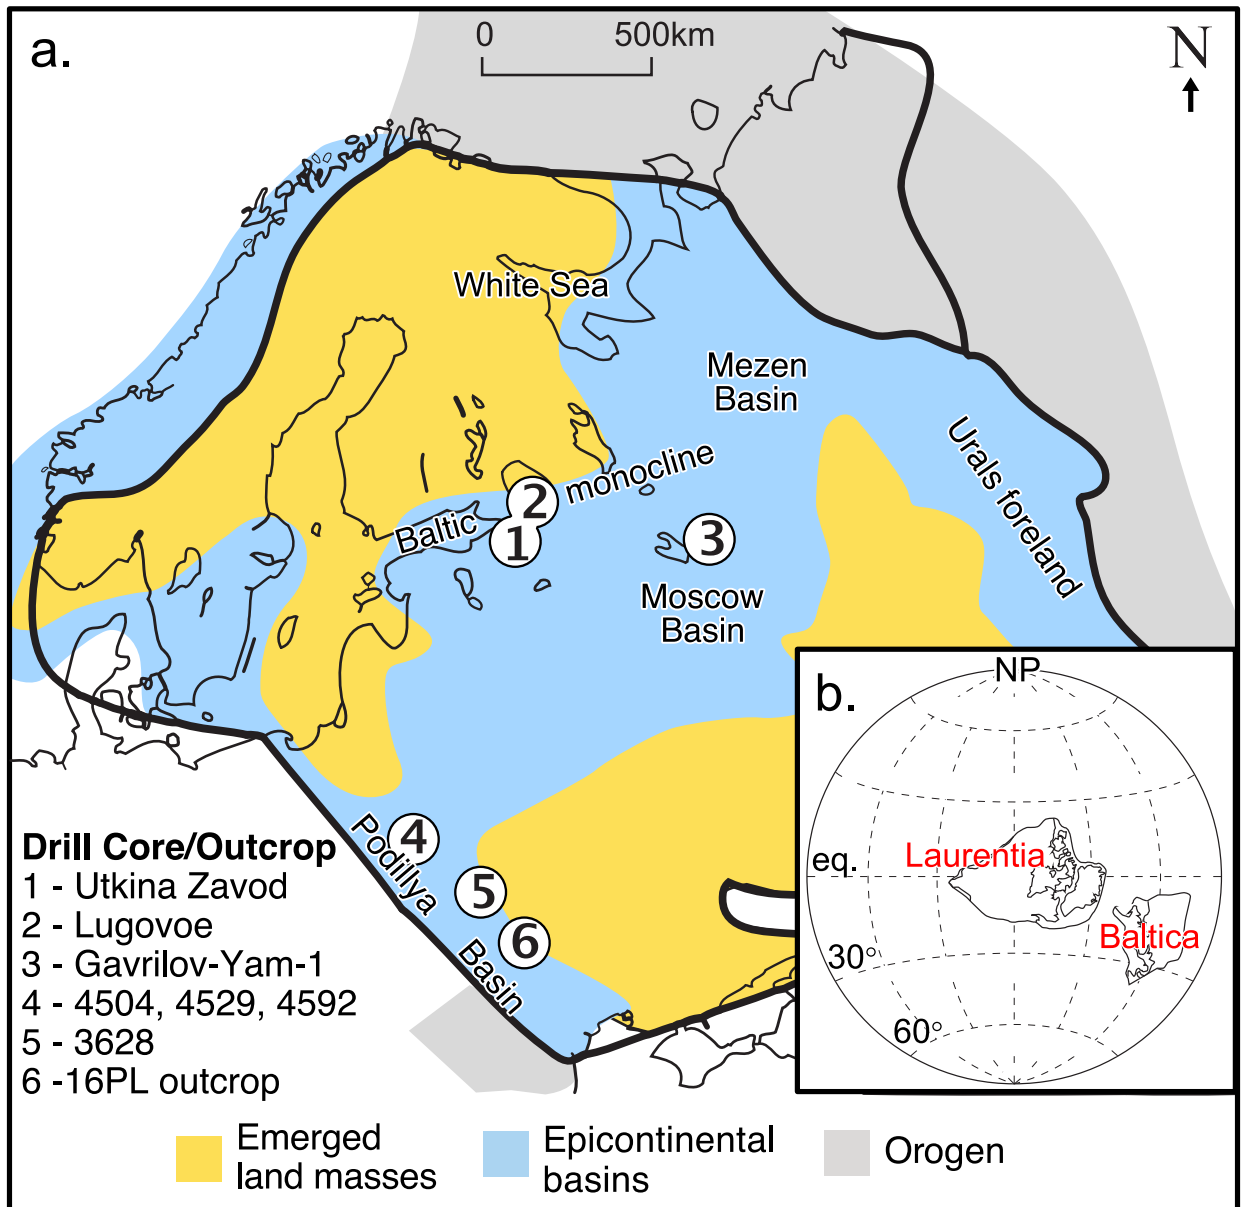 a.
0 500km
N
White Sea
Mezen
Basin
Urals foreland
Baltic monocline
2
1
3
Moscow
Basin
4
5
6
Podillya
Basin
Drill Core/Outcrop
1 - Utkina Zavod
2 - Lugovoe
3 - Gavrilov-Yam-1
4 - 4504, 4529, 4592
5 - 3628
6 -16PL outcrop
b.
NP
Laurentia
eq.
Baltica
30°
60°
Emerged
land masses
Epicontinental
basins
Orogen